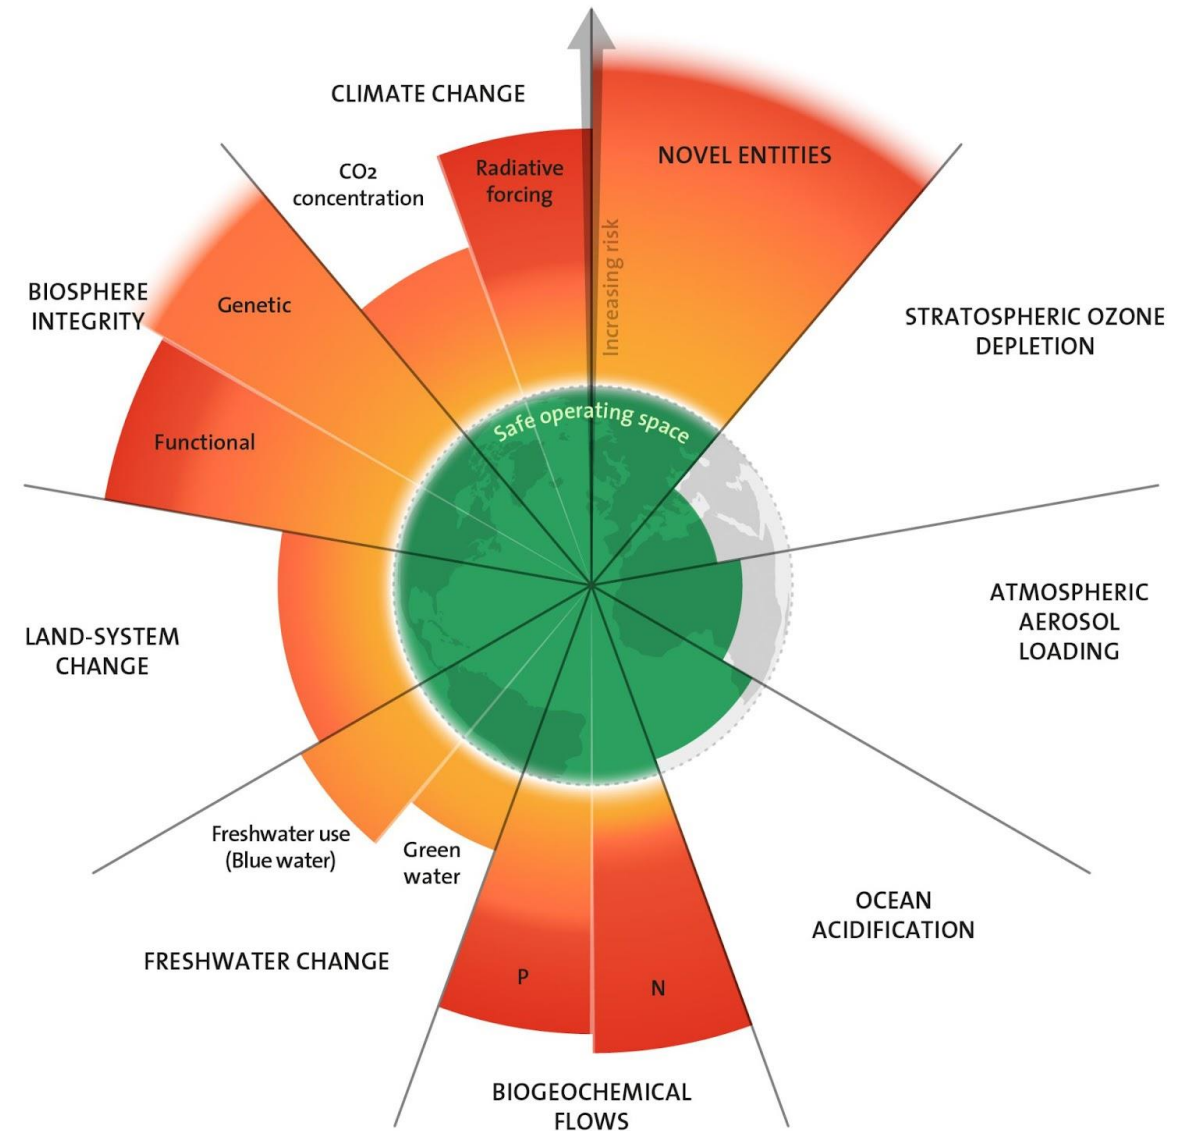 CLIMATE CHANGE
CO2
concentration
Radiative
forcing
Increasing risk
NOVEL ENTITIES
STRATOSPHERIC OZONE
DEPLETION
ATMOSPHERIC
AEROSOL
LOADING
OCEAN
ACIDIFICATION
BIOGEOCHEMICAL
FLOWS
P
N
FRESHWATER CHANGE
Freshwater use
(Blue water)
Green
water
LAND-SYSTEM
CHANGE
BIOSPHERE
INTEGRITY
Genetic
Functional
Safe operating space